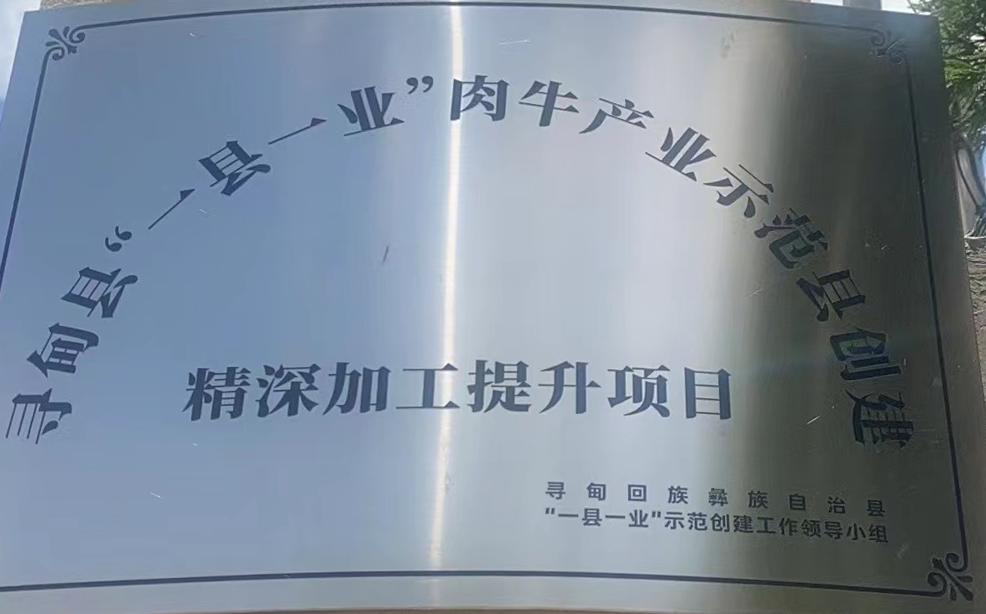 寻甸县“一县一业”肉牛产业示范县创建
精深加工提升项目
寻甸回族彝族自治县
“一县一业”示范创建工作领导小组